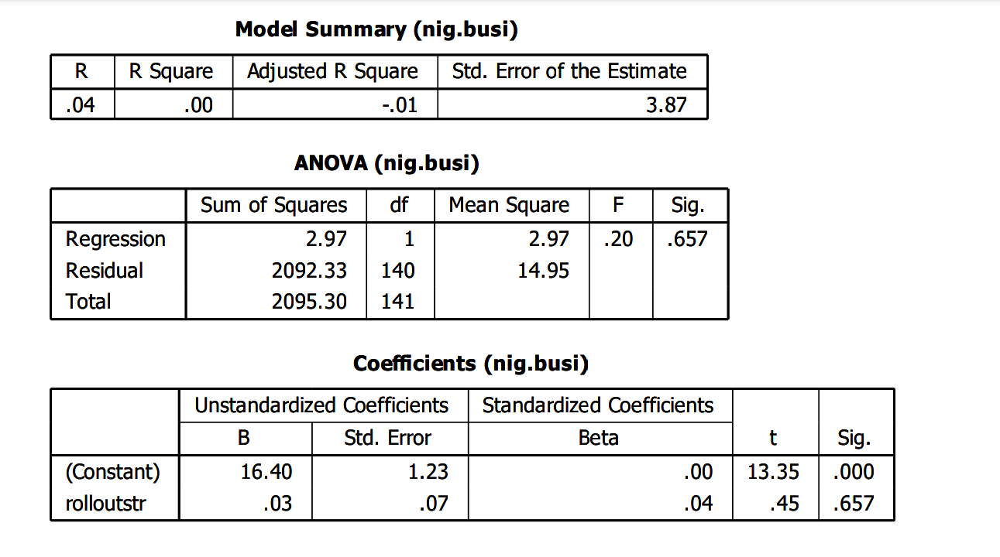 Model Summary (nig.busi)
R R Square Adjusted R Square Std. Error of the Estimate
.04 .00 -.01 3.87
ANOVA (nig.busi)
Sum of Squares df Mean Square F Sig.
Regression 2.97 1 2.97 .20 .657
Residual 2092.33 140 14.95
Total 2095.30 141
Coefficients (nig.busi)
Unstandardized Coefficients Standardized Coefficients
B Std. Error Beta t Sig.
(Constant) 16.40 1.23 .00 13.35 .000
rolloutstr .03 .07 .04 .45 .657